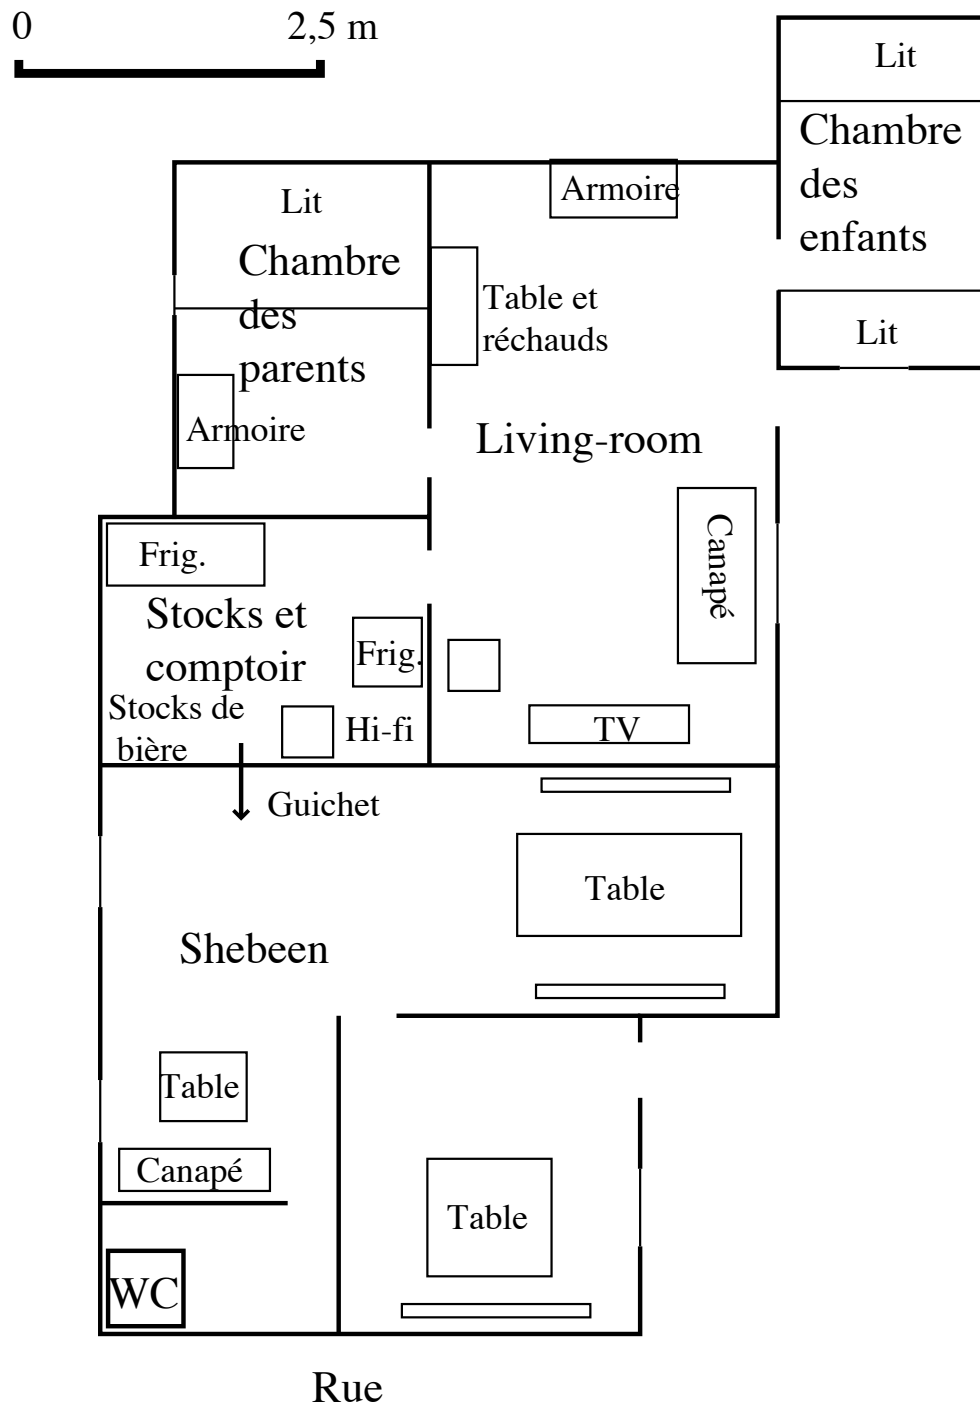 0 2,5 m
Lit
Chambre
des
enfants
Lit
Armoire
Lit
Chambre
des
parents
Armoire
Table et
réchauds
Living-room
Canapé
Frig.
Stocks et
comptoir
Frig.
Stocks de
bière
Hi-fi
TV
Guichet
Table
Shebeen
Table
Canapé
Table
WC
Rue